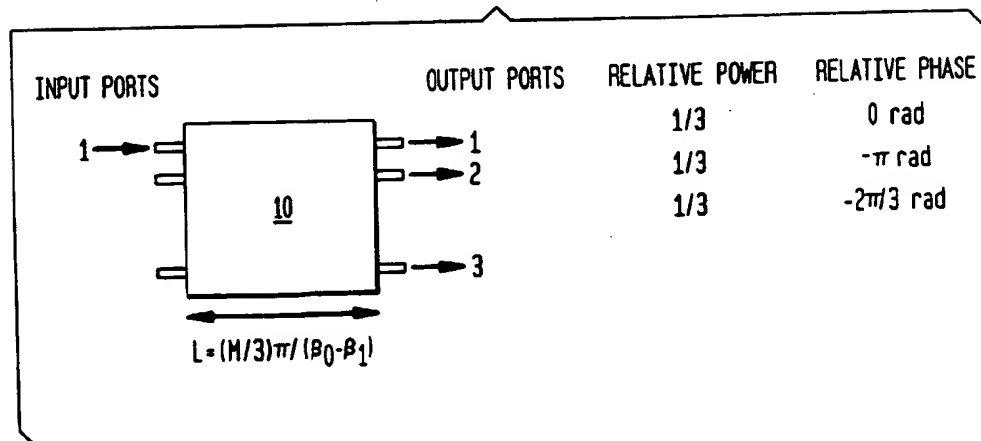 INPUT PORTS OUTPUT PORTS RELATIVE POWER RELATIVE PHASE
1 1 1/3 0 rad
2 1/3 -π rad
10 1/3 -2π/3 rad
3
L=(M/3)π/(β0-β1)